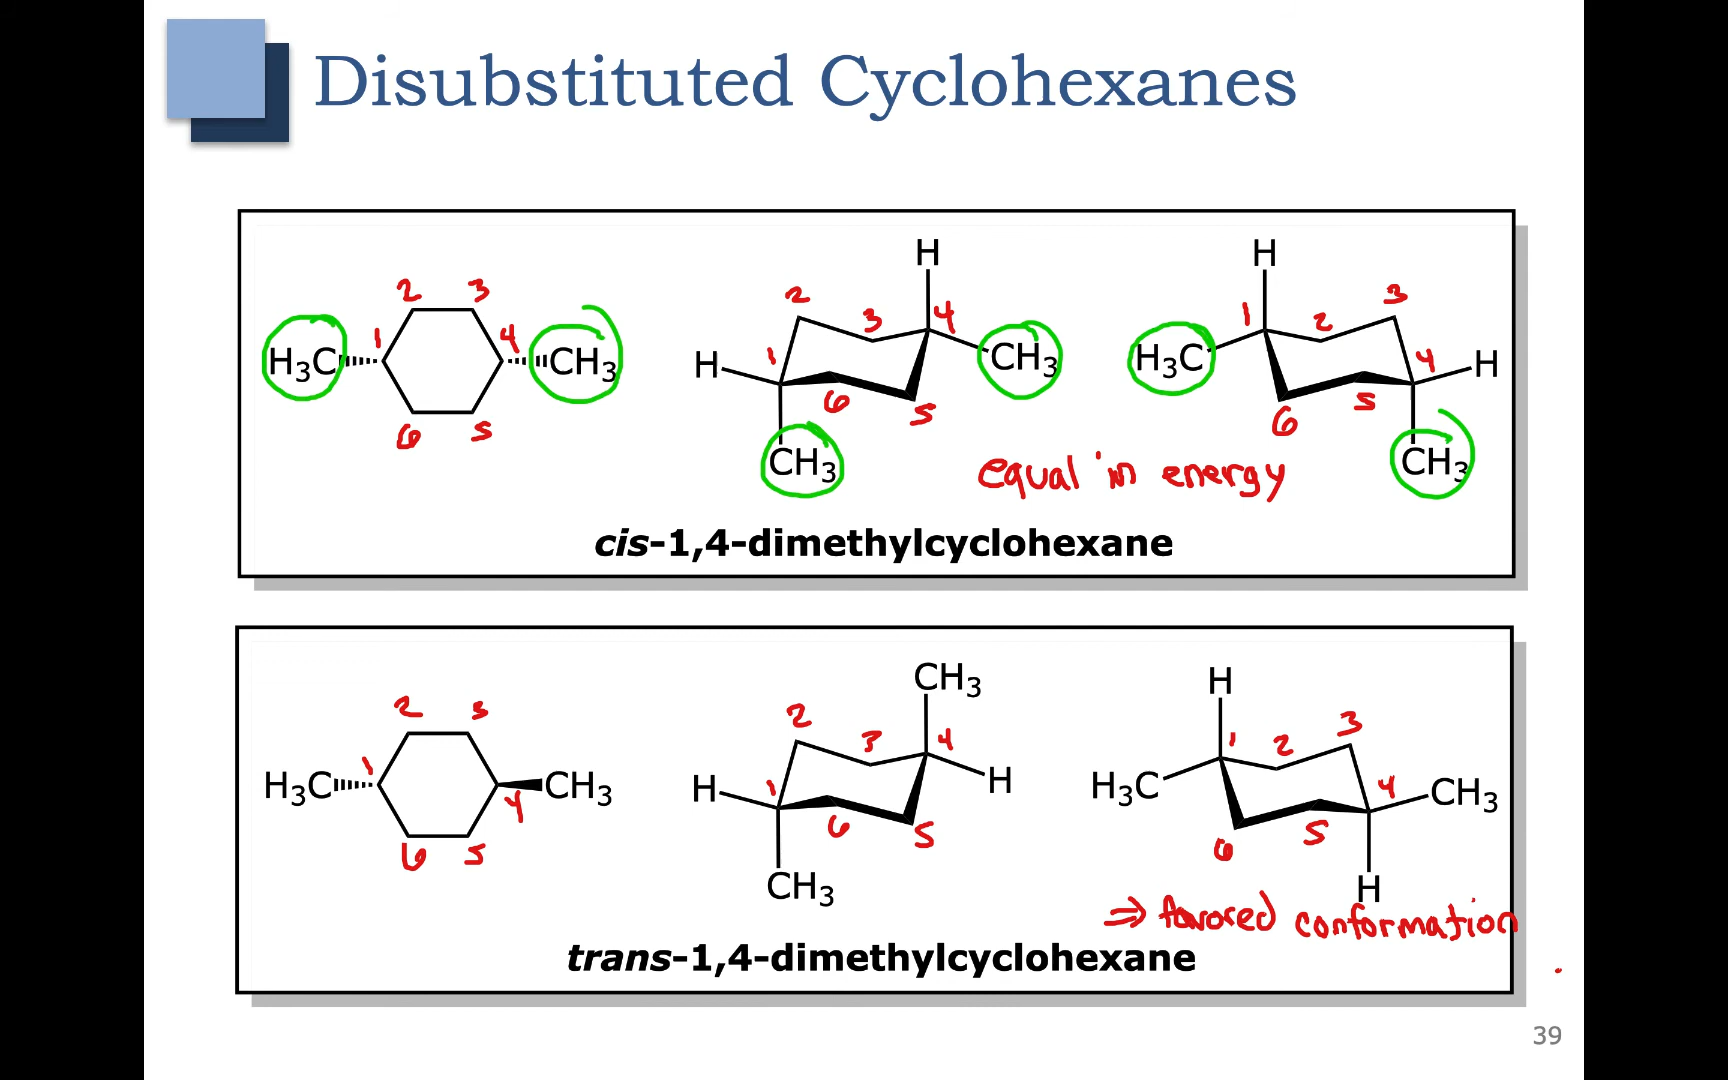 Disubstituted Cyclohexanes
H
H
2
3
2
3
4
1
2
3
1
4
1
4
H₃C
CH₃
H
CH₃
H₃C
H
6
5
6
5
6
5
CH₃
CH₃
equal in energy
cis-1,4-dimethylcyclohexane
CH₃
H
2
3
2
3
4
1
2
3
1
4
1
4
H₃C
CH₃
H
H
H₃C
CH₃
6
5
6
5
6
5
CH₃
H
⇒ favored conformation
trans-1,4-dimethylcyclohexane
39